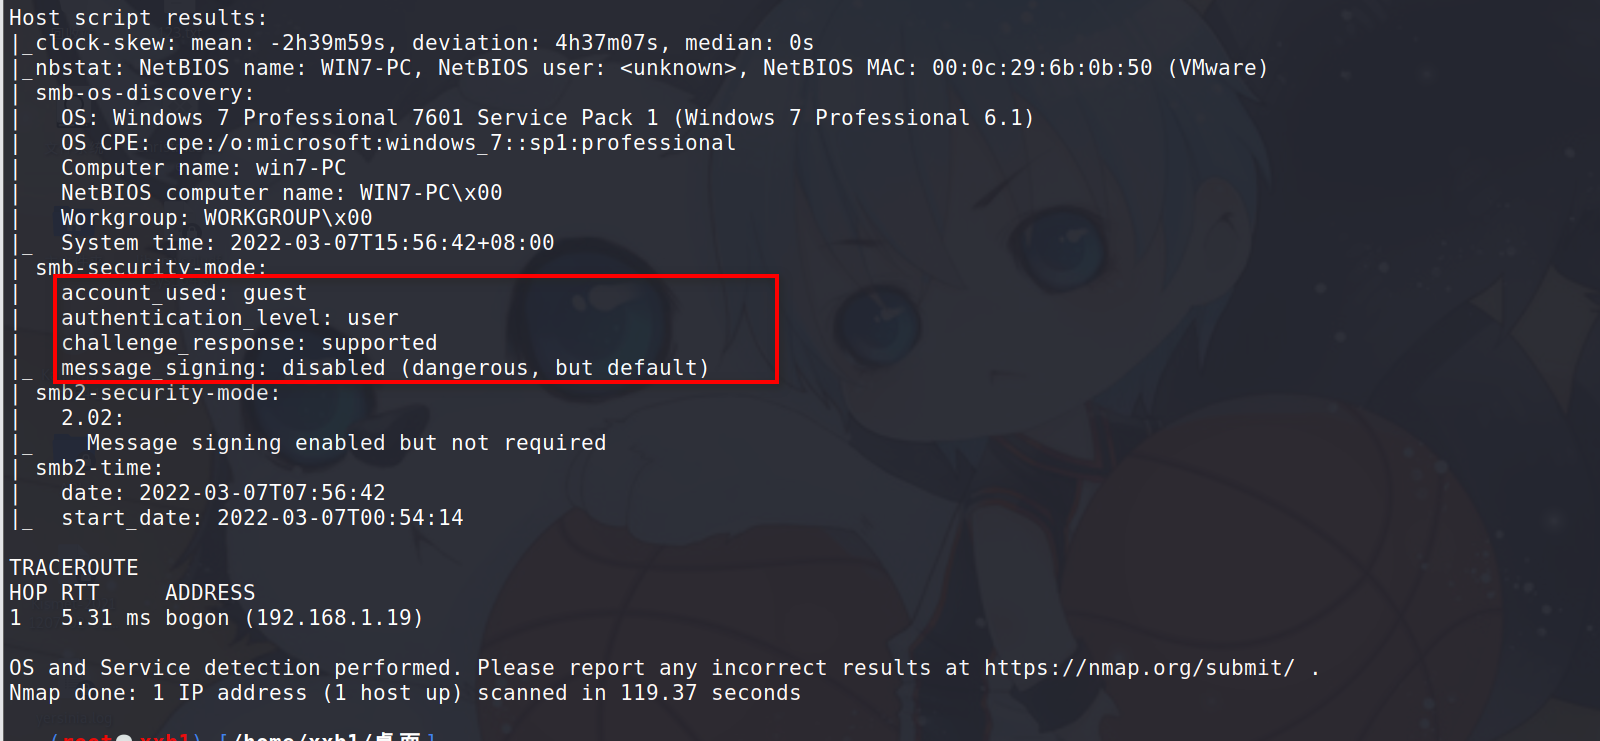 Host script results:
|_clock-skew: mean: -2h39m59s, deviation: 4h37m07s, median: 0s
|_nbstat: NetBIOS name: WIN7-PC, NetBIOS user: <unknown>, NetBIOS MAC: 00:0c:29:6b:0b:50 (VMware)
| smb-os-discovery:
|   OS: Windows 7 Professional 7601 Service Pack 1 (Windows 7 Professional 6.1)
|   OS CPE: cpe:/o:microsoft:windows_7::sp1:professional
|   Computer name: win7-PC
|   NetBIOS computer name: WIN7-PC\x00
|   Workgroup: WORKGROUP\x00
|_  System time: 2022-03-07T15:56:42+08:00
| smb-security-mode:
|   account_used: guest
|   authentication_level: user
|   challenge_response: supported
|_  message_signing: disabled (dangerous, but default)
| smb2-security-mode:
|   2.02:
|_    Message signing enabled but not required
| smb2-time:
|   date: 2022-03-07T07:56:42
|_  start_date: 2022-03-07T00:54:14
TRACEROUTE
HOP RTT     ADDRESS
1   5.31 ms bogon (192.168.1.19)
OS and Service detection performed. Please report any incorrect results at https://nmap.org/submit/ .
Nmap done: 1 IP address (1 host up) scanned in 119.37 seconds